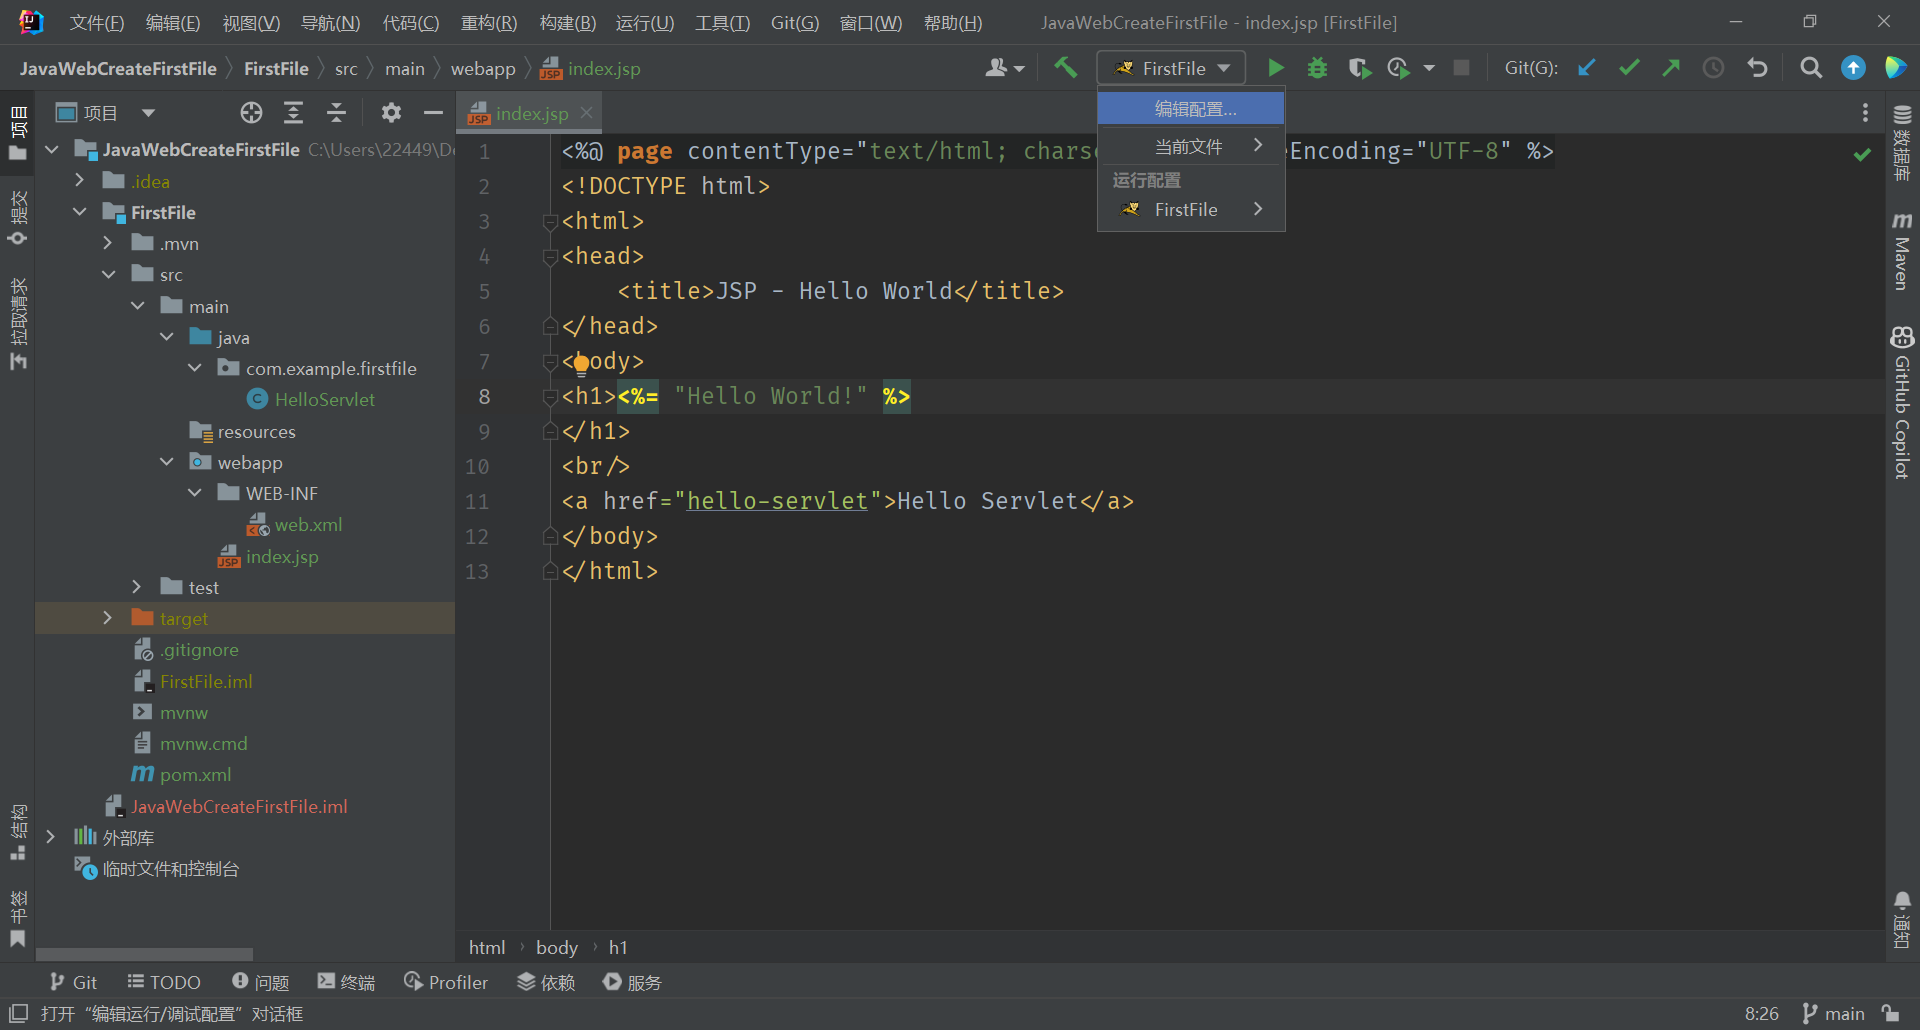 文件(F) 编辑(E) 视图(V) 导航(N) 代码(C) 重构(R) 构建(B) 运行(U) 工具(T) Git(G) 窗口(W) 帮助(H) JavaWebCreateFirstFile - index.jsp [FirstFile]
JavaWebCreateFirstFile FirstFile src main webapp index.jsp FirstFile Git(G):
项目
index.jsp
编辑配置...
当前文件
运行配置
FirstFile
JavaWebCreateFirstFile C:\Users\22449\De
.idea
FirstFile
.mvn
src
main
java
com.example.firstfile
HelloServlet
resources
webapp
WEB-INF
web.xml
index.jsp
test
target
.gitignore
FirstFile.iml
mvnw
mvnw.cmd
pom.xml
JavaWebCreateFirstFile.iml
外部库
临时文件和控制台
1 <%@ page contentType="text/html; chars eEncoding="UTF-8" %>
2 <!DOCTYPE html>
3 <html>
4 <head>
5 <title>JSP - Hello World</title>
6 </head>
7 <body>
8 <h1><%= "Hello World!" %>
9 </h1>
10 <br/>
11 <a href="hello-servlet">Hello Servlet</a>
12 </body>
13 </html>
html body h1
项目
提交
拉取请求
结构
书签
数据库
Maven
GitHub Copilot
通知
Git TODO 问题 终端 Profiler 依赖 服务
打开“编辑运行/调试配置”对话框 8:26 main